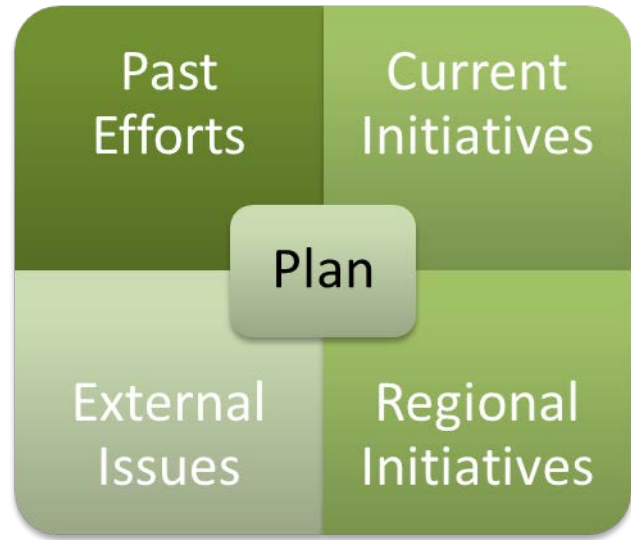 Past
Efforts
Current
Initiatives
Plan
External
Issues
Regional
Initiatives